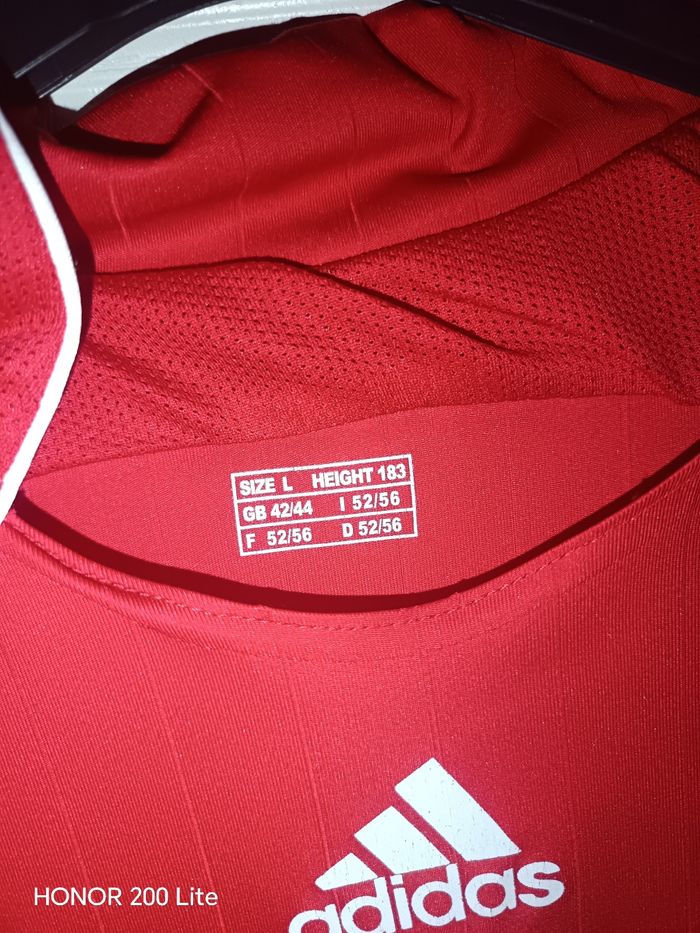 SIZE L HEIGHT 183
GB 42/44 I 52/56
F 52/56 D 52/56
adidas
HONOR 200 Lite